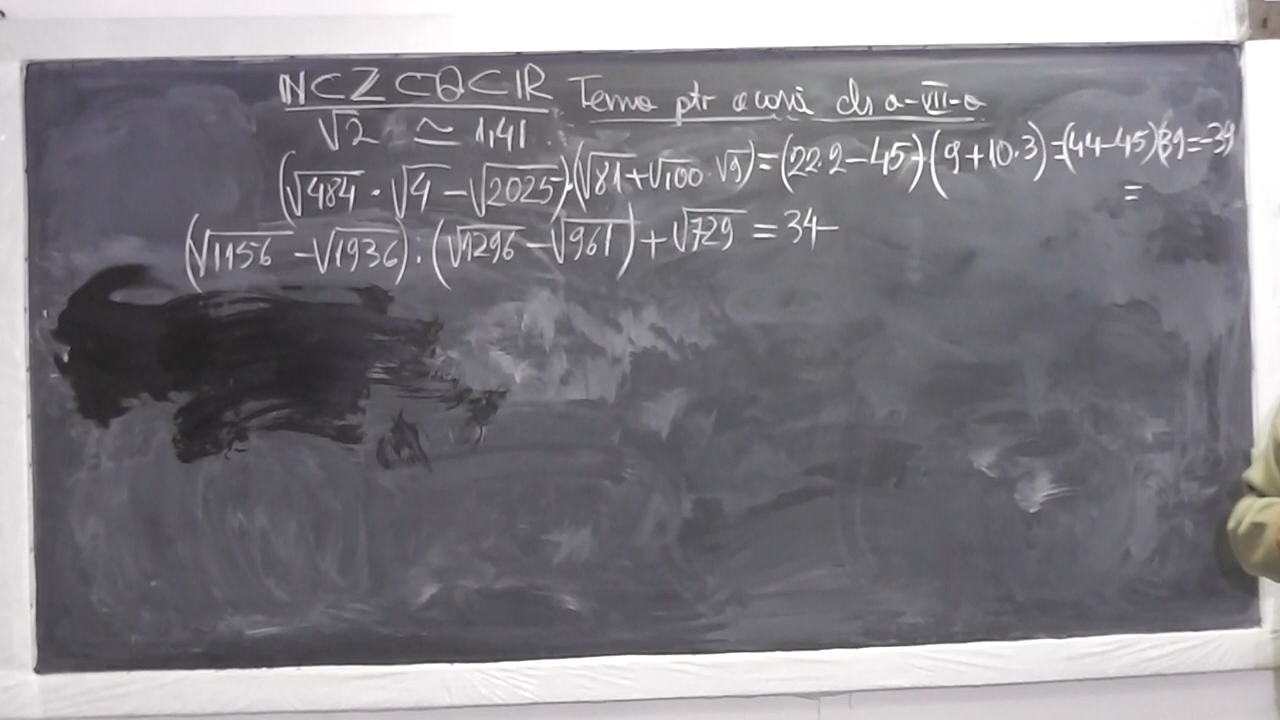 ℕ⊂ℤ⊂ℚ⊂ℝ Tema ptr acasă cls a-VII-a
√2 ≃ 1,41
(√484 · √4 − √2025)·(√81+√100·√9)=(22·2−45)·(9+10·3)=(44-45)·39=-39
=
(√1156 −√1936):(√1296 −√961)+√729 = 34